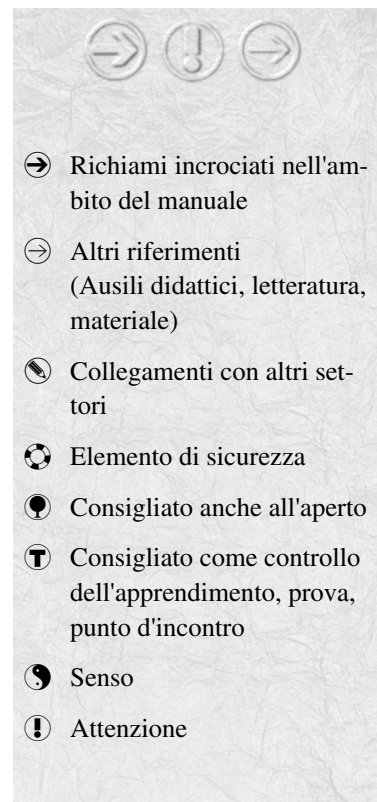 Richiami incrociati nell'am-
bito del manuale
Altri riferimenti
(Ausili didattici, letteratura,
materiale)
Collegamenti con altri set-
tori
Elemento di sicurezza
Consigliato anche all'aperto
T Consigliato come controllo
dell'apprendimento, prova,
punto d'incontro
Senso
! Attenzione